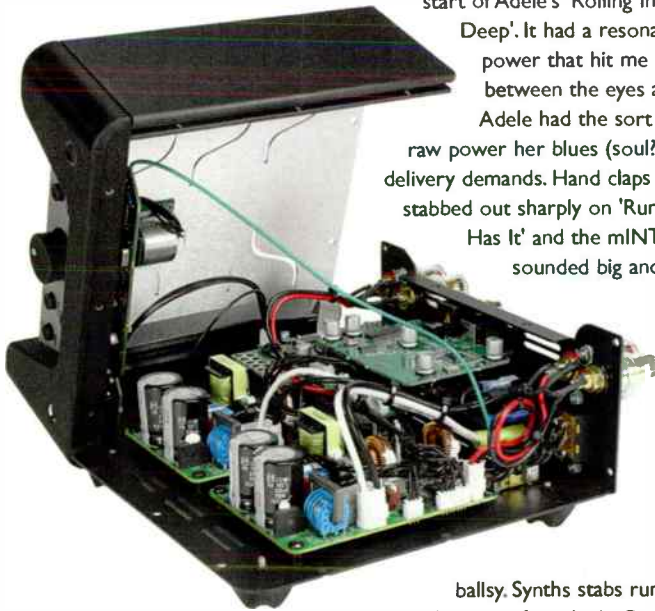 start of Adele's 'Rolling in
Deep'. It had a resona
power that hit me
between the eyes a
Adele had the sort
raw power her blues (soul?
delivery demands. Hand claps
stabbed out sharply on 'Rum
Has It' and the mINT
sounded big and
ballsy. Synths stabs run